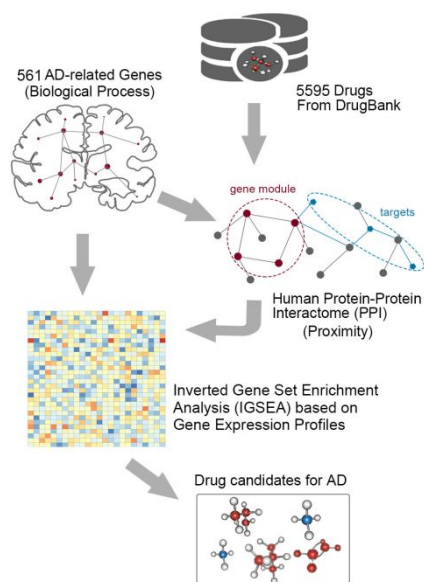 561 AD-related Genes
(Biological Process)
5595 Drugs
From DrugBank
gene module
targets
Human Protein-Protein
Interactome (PPI)
(Proximity)
Inverted Gene Set Enrichment
Analysis (IGSEA) based on
Gene Expression Profiles
Drug candidates for AD